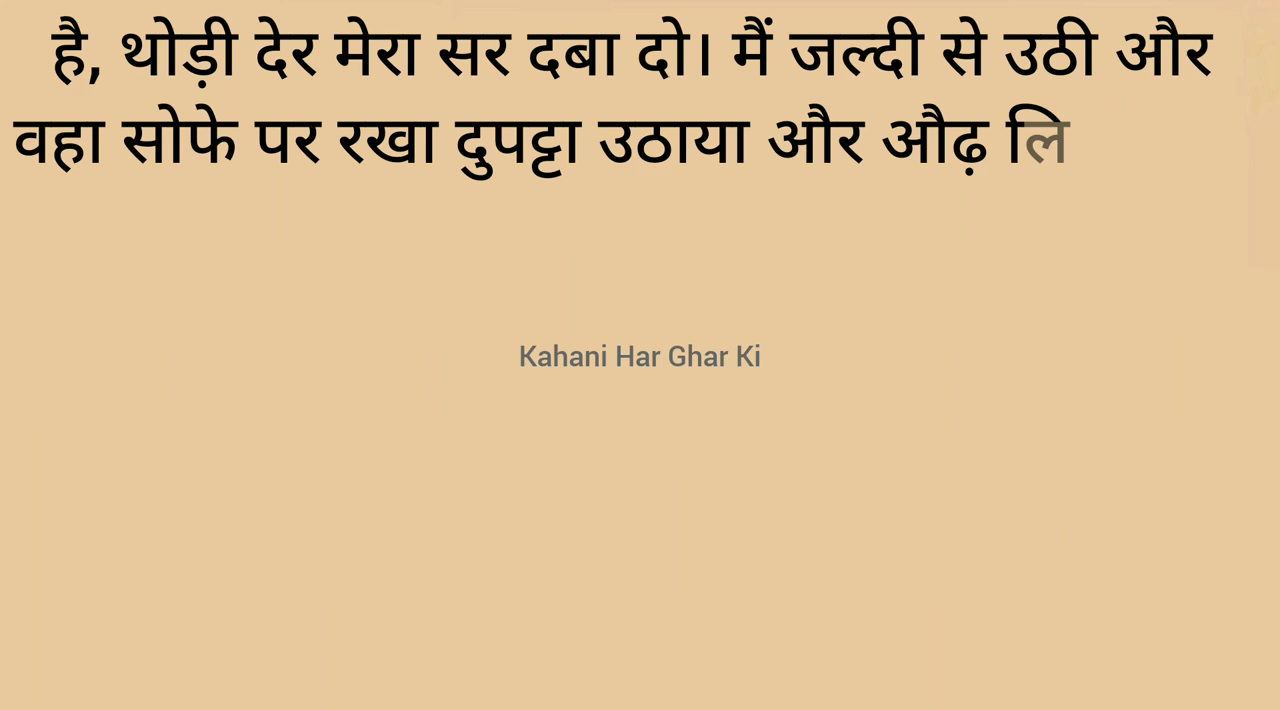 है, थोड़ी देर मेरा सर दबा दो। मैं जल्दी से उठी और
वहा सोफे पर रखा दुपट्टा उठाया और औढ़ लि
Kahani Har Ghar Ki